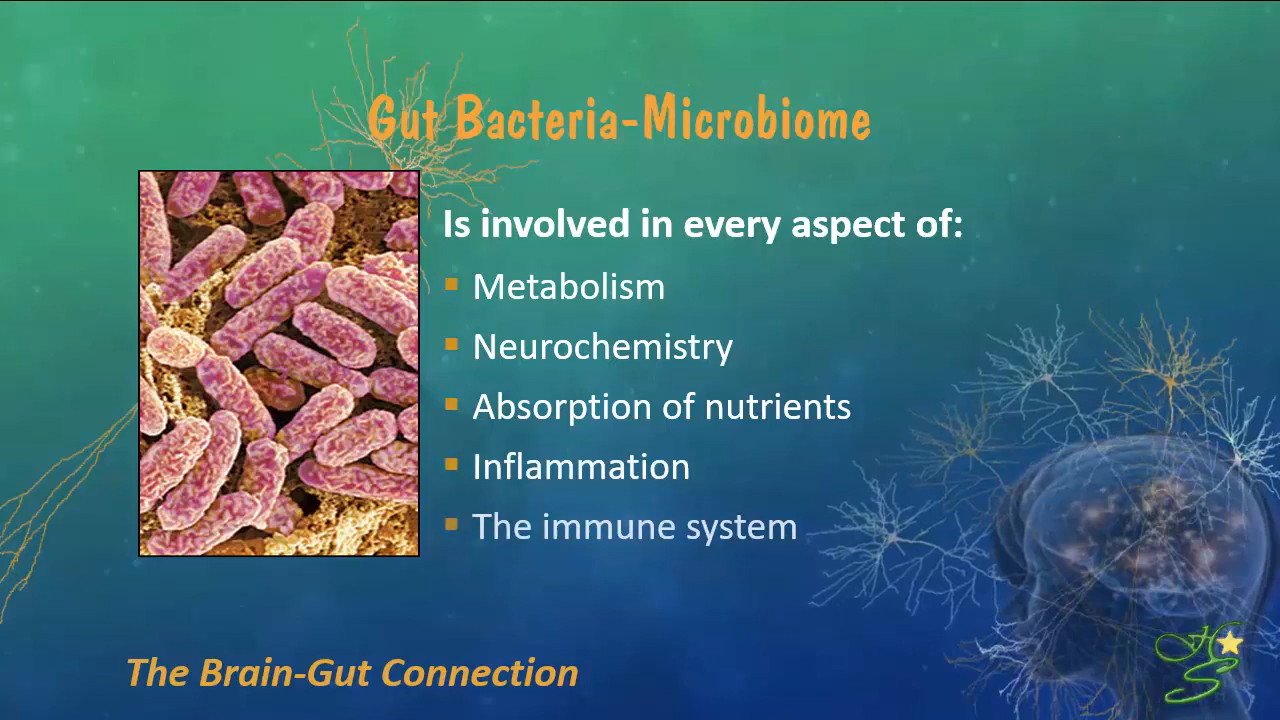 Gut Bacteria-Microbiome
Is involved in every aspect of:
Metabolism
Neurochemistry
Absorption of nutrients
Inflammation
The immune system
The Brain-Gut Connection
HS